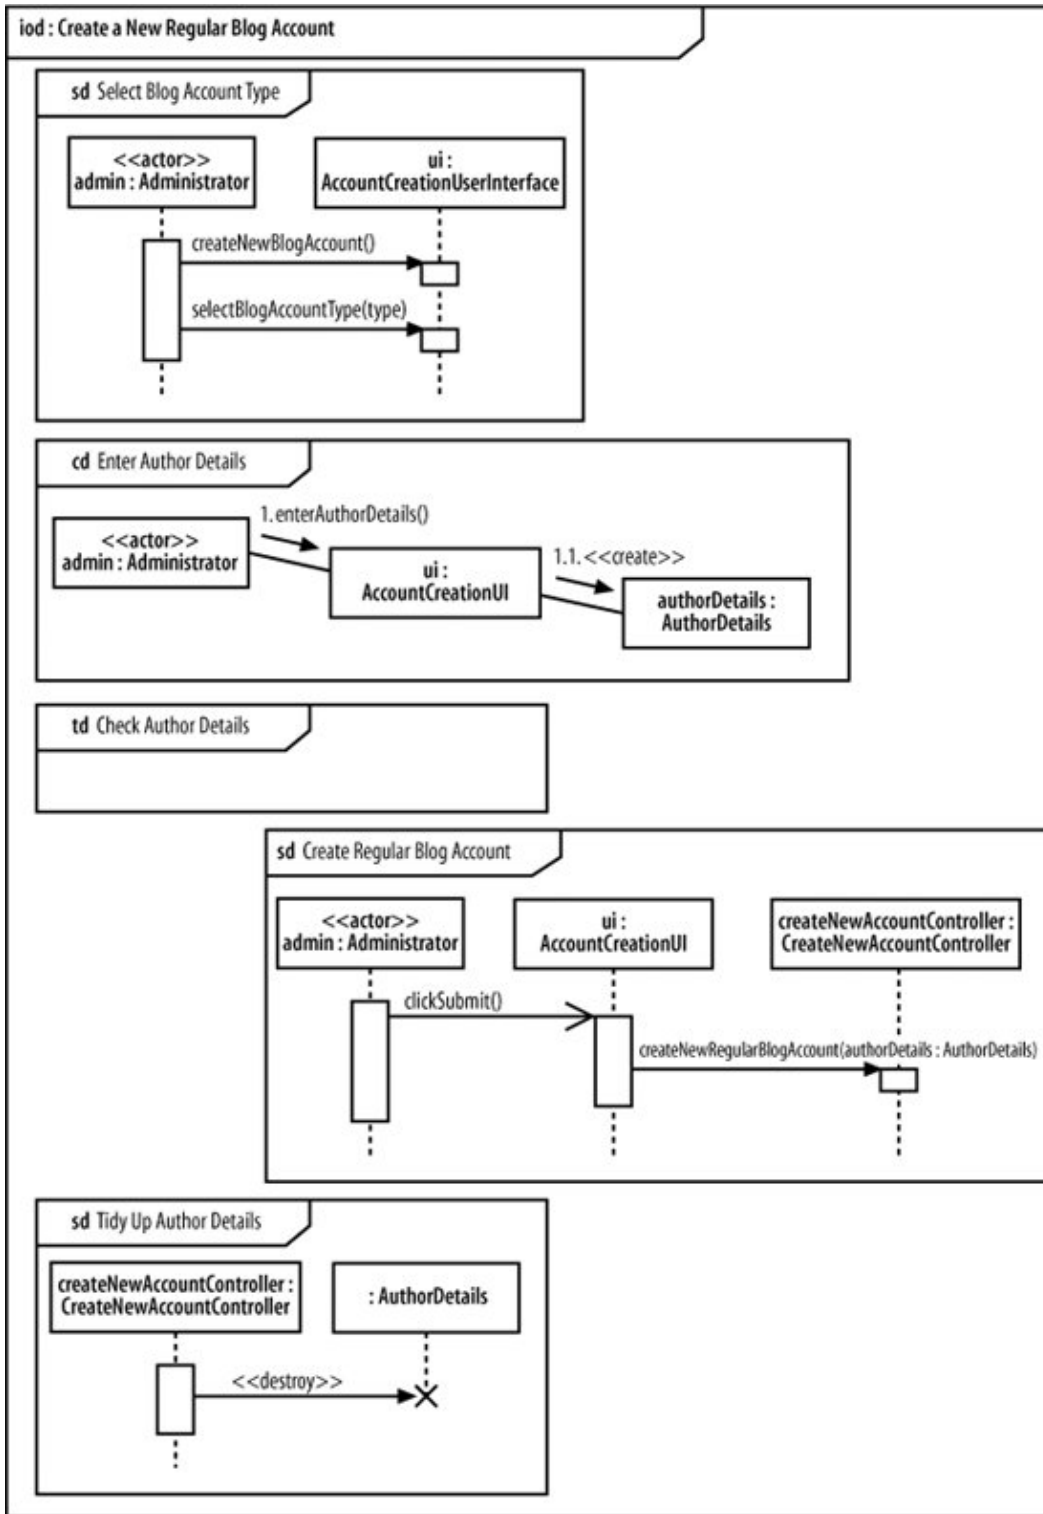 iod : Create a New Regular Blog Account
sd Select Blog Account Type
<<actor>>
admin : Administrator
ui :
AccountCreationUserInterface
createNewBlogAccount()
selectBlogAccountType(type)
cd Enter Author Details
<<actor>>
admin : Administrator
1. enterAuthorDetails()
ui :
AccountCreationUI
1.1. <<create>>
authorDetails :
AuthorDetails
td Check Author Details
sd Create Regular Blog Account
<<actor>>
admin : Administrator
ui :
AccountCreationUI
createNewAccountController :
CreateNewAccountController
clickSubmit()
createNewRegularBlogAccount(authorDetails : AuthorDetails)
sd Tidy Up Author Details
createNewAccountController :
CreateNewAccountController
: AuthorDetails
<<destroy>>